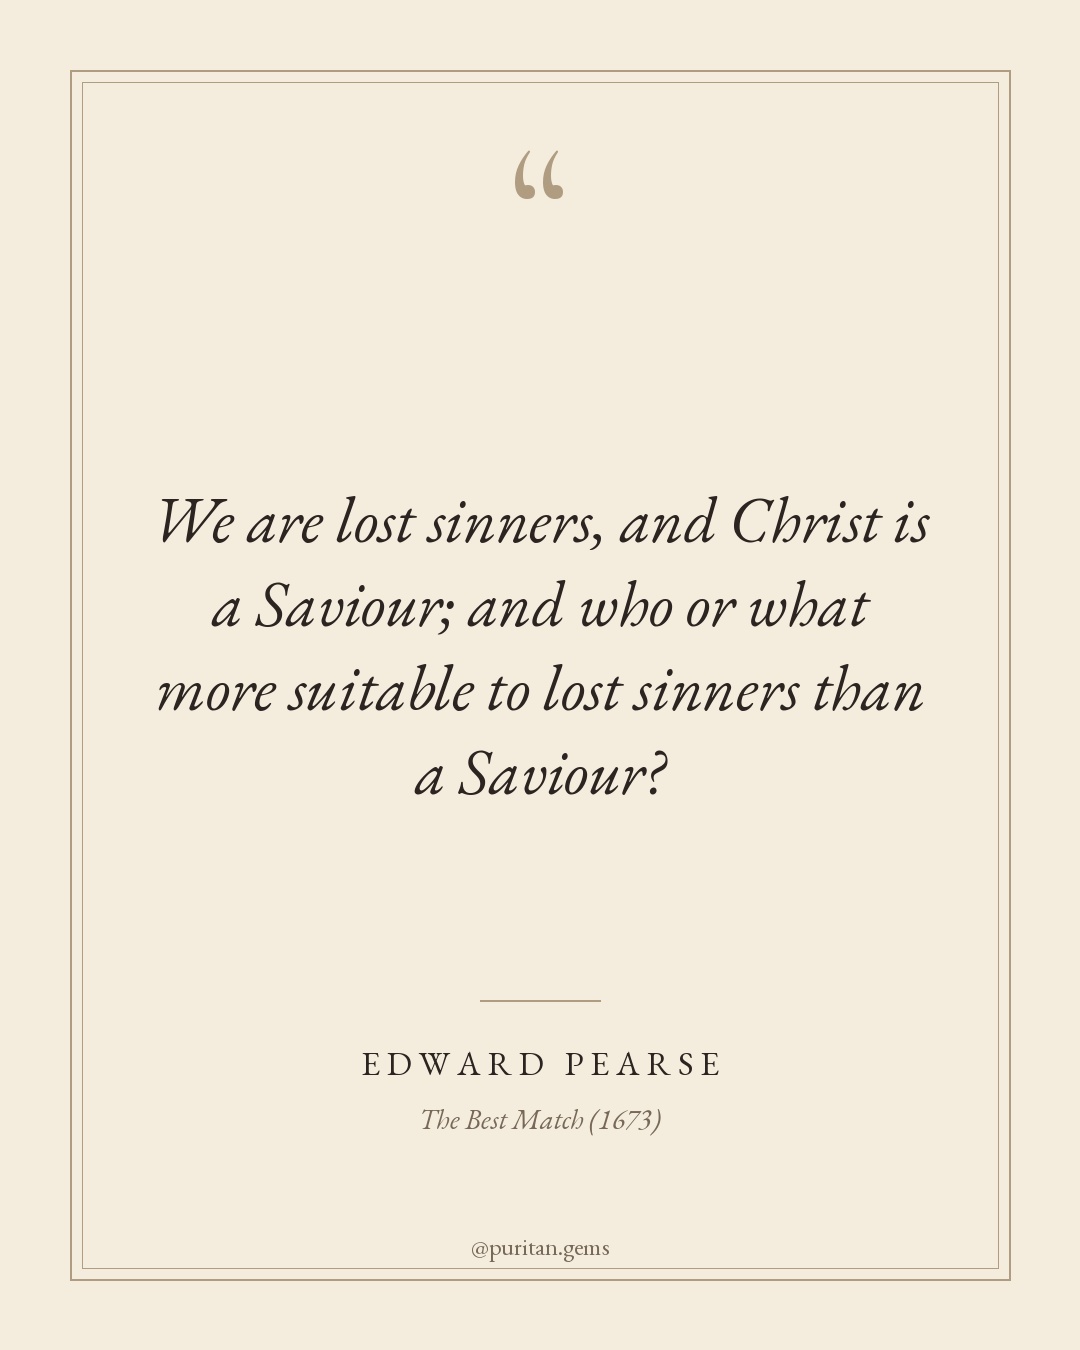 “
We are lost sinners, and Christ is
a Saviour; and who or what
more suitable to lost sinners than
a Saviour?
EDWARD PEARSE
The Best Match (1673)
@puritan.gems